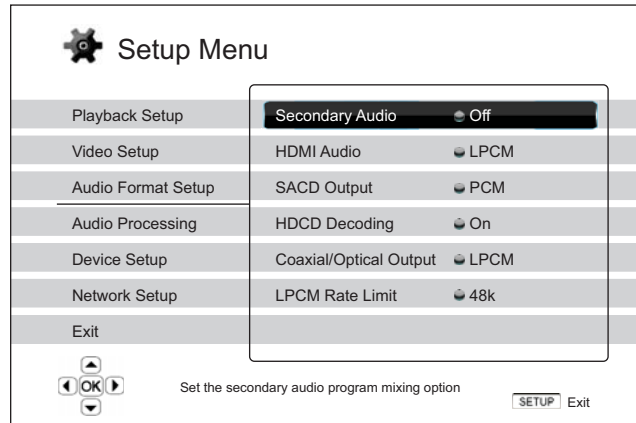 Setup Menu
Playback Setup
Video Setup
Audio Format Setup
Audio Processing
Device Setup
Network Setup
Exit
Secondary Audio Off
HDMI Audio LPCM
SACD Output PCM
HDCD Decoding On
Coaxial/Optical Output LPCM
LPCM Rate Limit 48k
OK
Set the secondary audio program mixing option
SETUP Exit